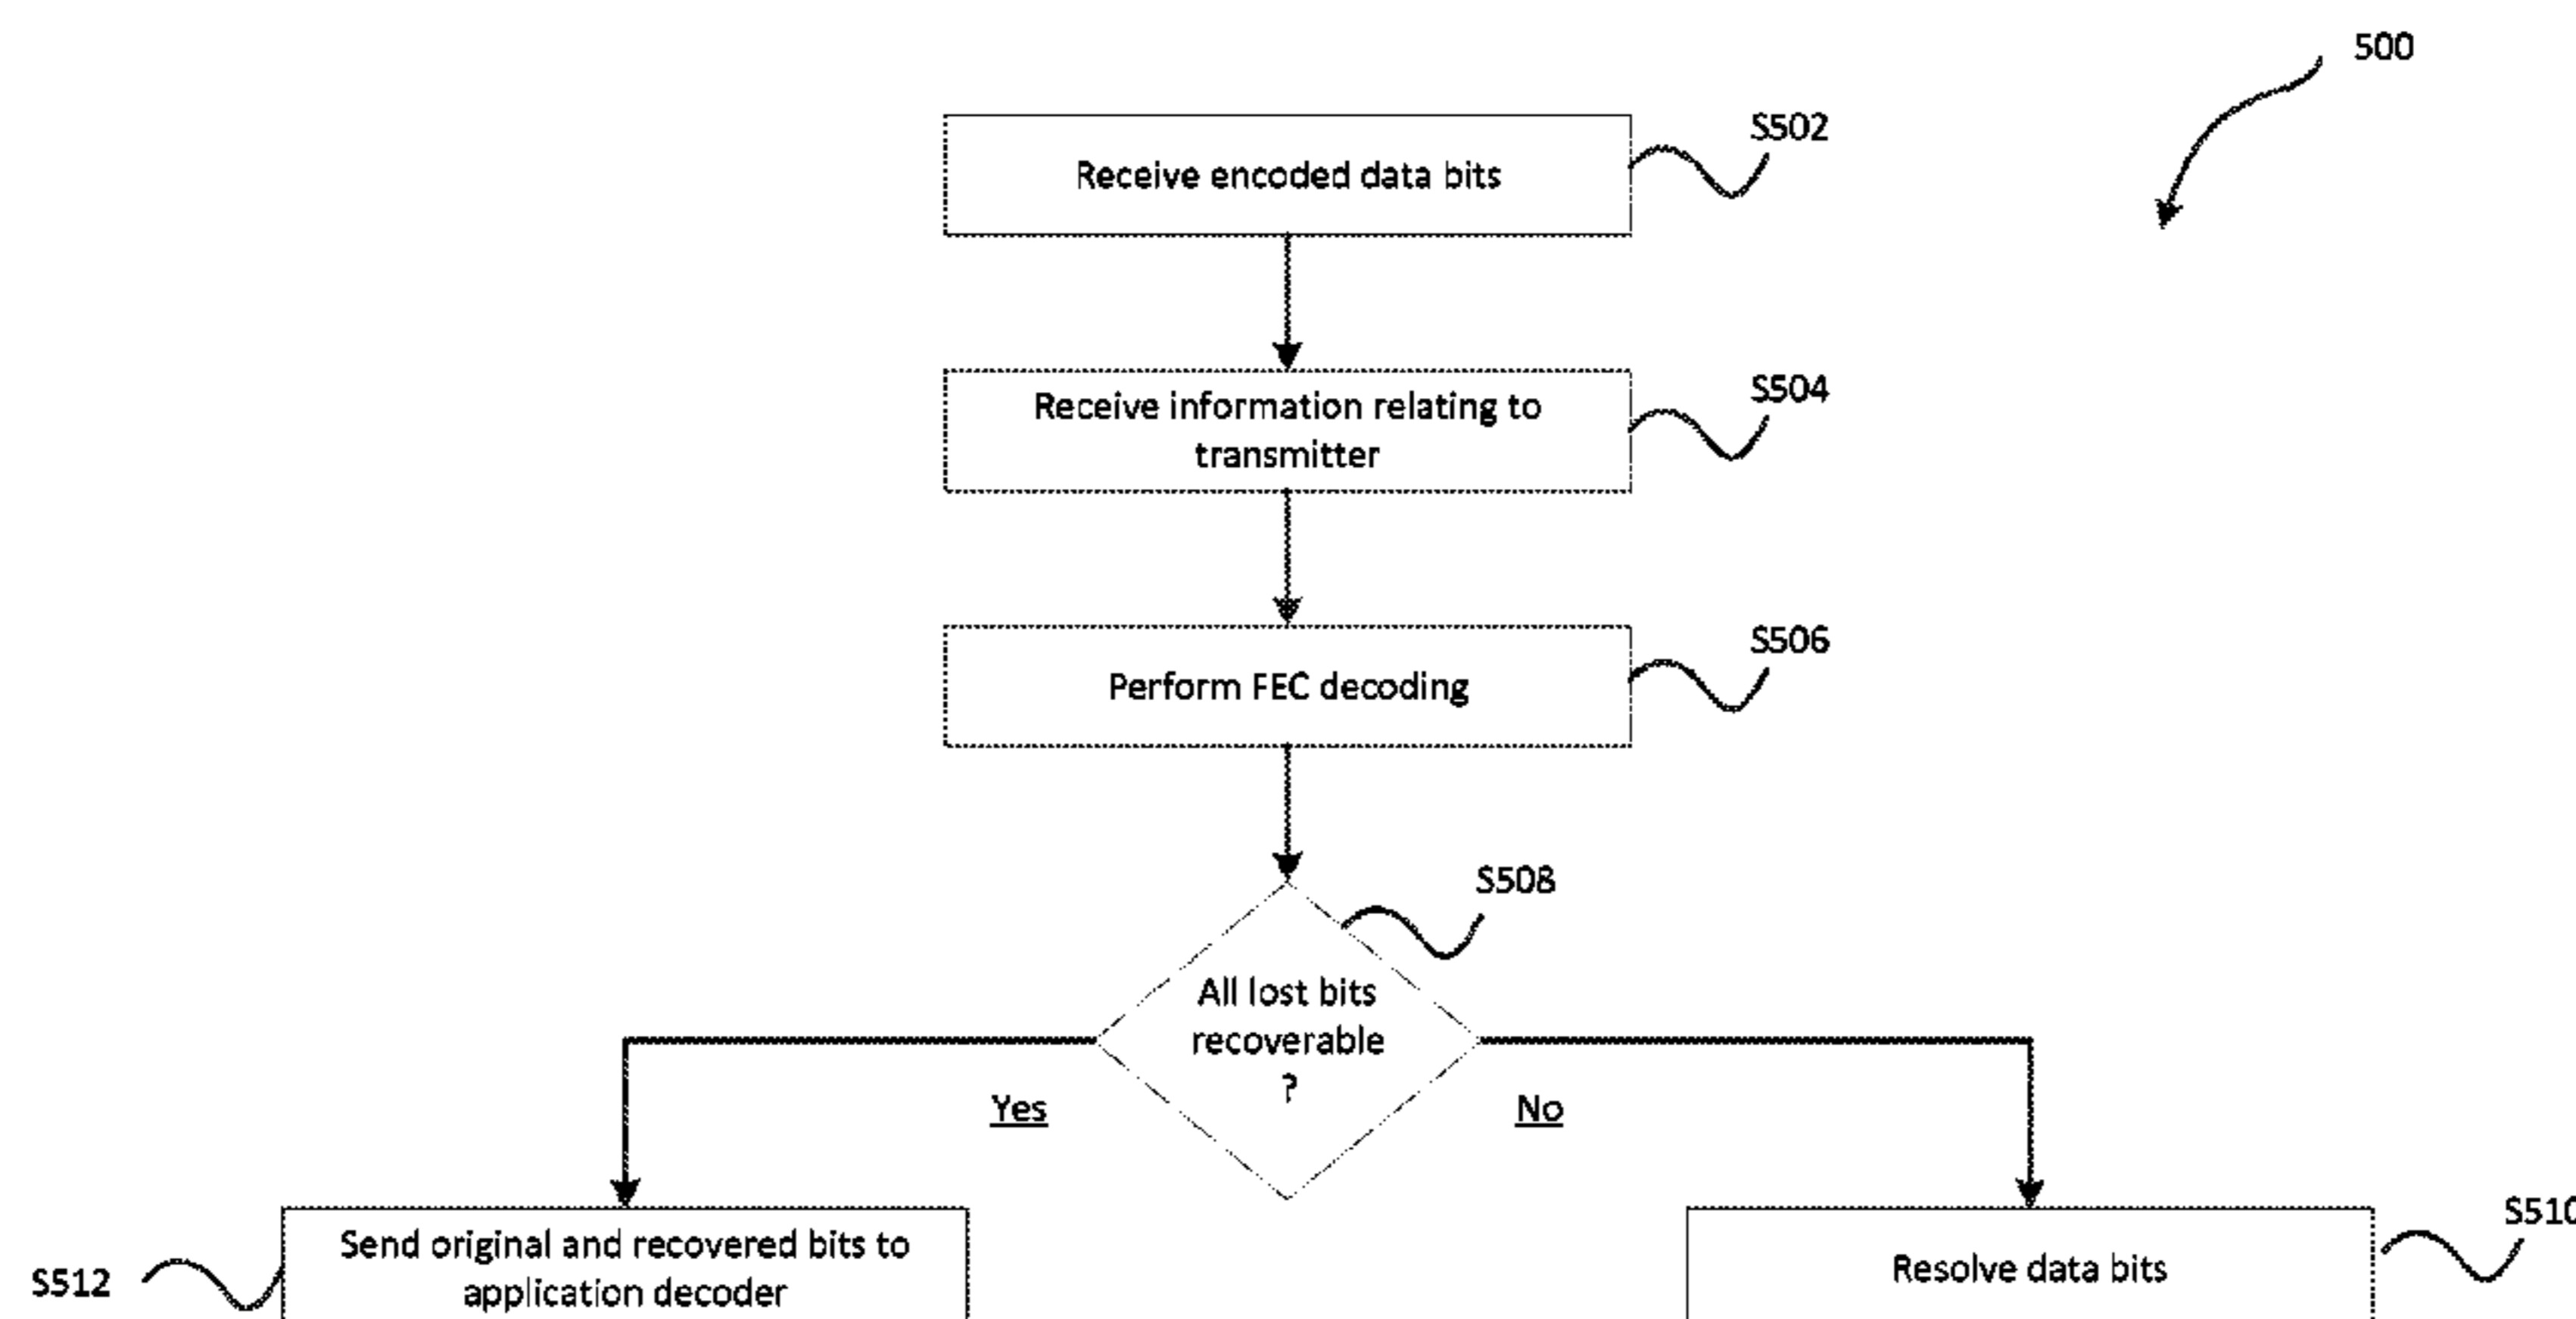 500
S502
Receive encoded data bits
S504
Receive information relating to
transmitter
S506
Perform FEC decoding
S508
All lost bits
recoverable
?
Yes
No
S512
Send original and recovered bits to
application decoder
S510
Resolve data bits